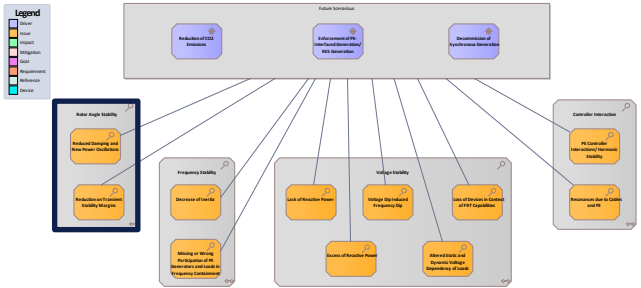 Legend
Driver
Issue
Impact
Mitigation
Goal
Requirement
Reference
Device
Future Scenarios
Reduction of CO2
Emissions
Enforcement of PE-
Interfaced Generation/
RES Generation
Decommission of
Synchronous Generation
Rotor Angle Stability
Reduced Damping and
New Power Oscillations
Reduction on Transient
Stability Margins
Frequency Stability
Decrease of Inertia
Missing or Wrong
Participation of PE
Generators and Loads in
Frequency Containment
Voltage Stability
Lack of Reactive Power
Voltage Dip Induced
Frequency Dip
Loss of Devices in Context
of FRT Capabilities
Excess of Reactive Power
Altered Static and
Dynamic Voltage
Dependency of Loads
Controller Interaction
PE Controller
Interactions/ Harmonic
Stability
Resonances due to Cables
and PE